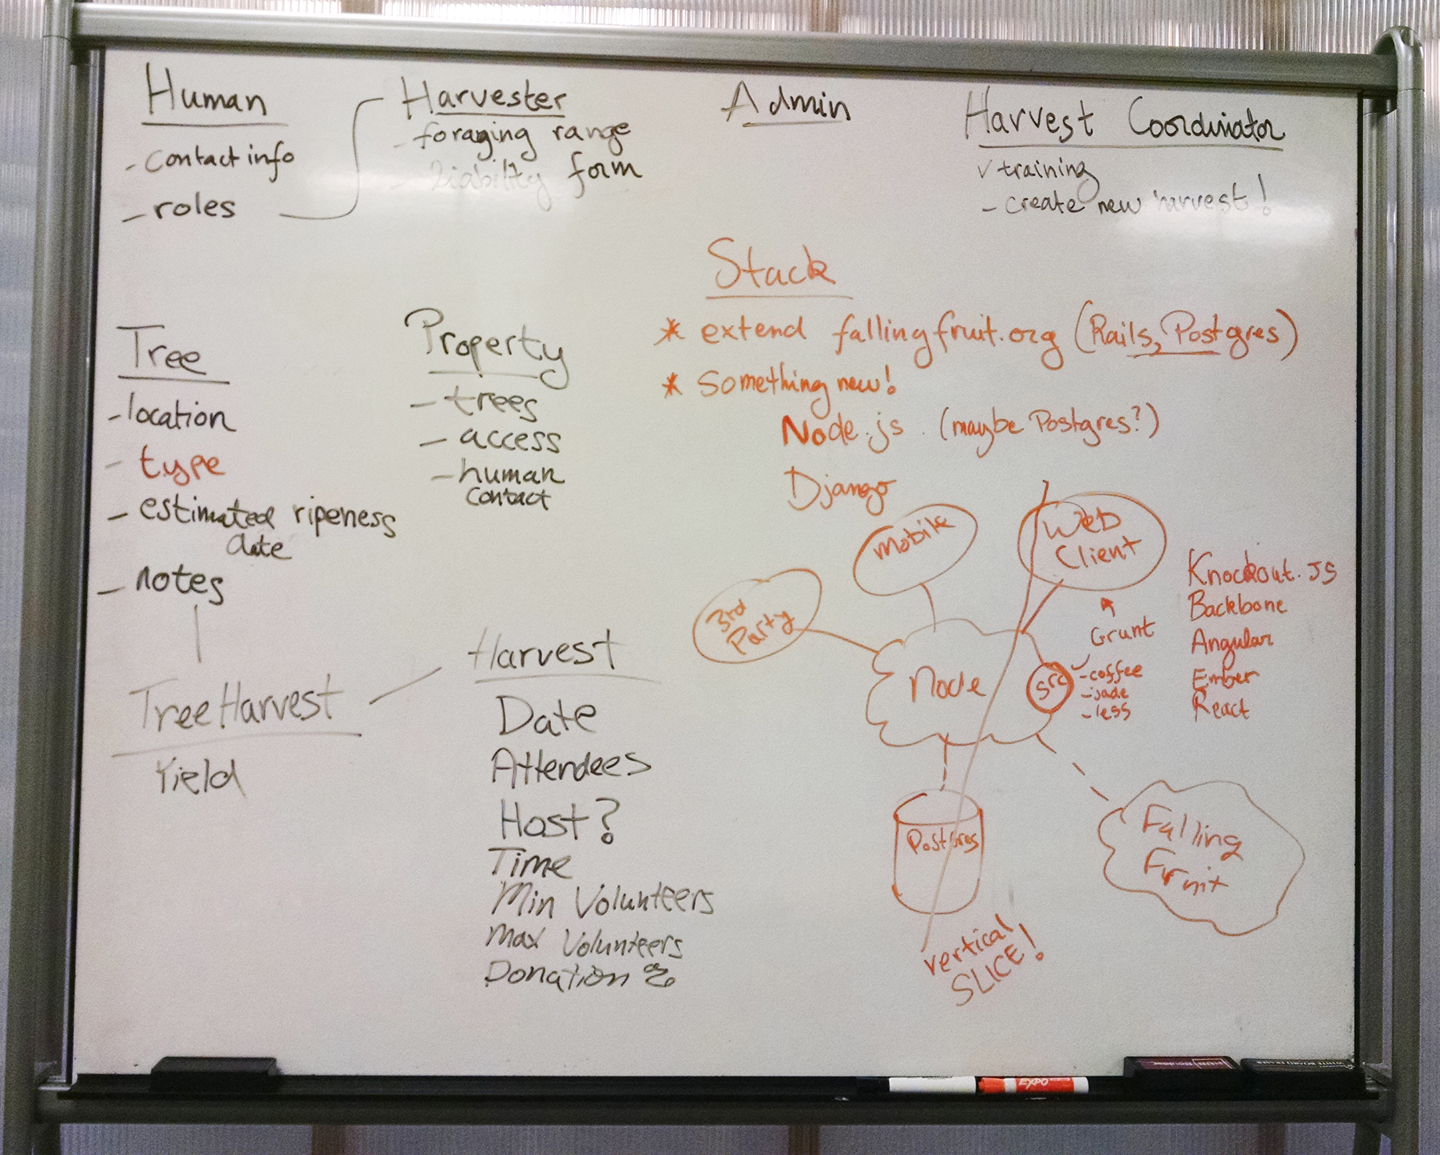 Human
- contact info
- roles
Harvester
- foraging range
- liability form
Admin
Harvest Coordinator
√ training
- create new harvest!
Tree
- location
- type
- estimated ripeness
date
- notes
Property
- trees
- access
- human
contact
TreeHarvest
Yield
Harvest
Date
Attendees
Host?
Time
Min Volunteers
Max Volunteers
Donation %
Stack
* extend fallingfruit.org (Rails, Postgres)
* Something new!
Node.js (maybe Postgres?)
Django
3rd
Party
mobile
Web
Client
Grunt
Node
src
- coffee
- jade
- less
Knockout.JS
Backbone
Angular
Ember
React
Postgres
Falling
Fruit
vertical
SLICE!
EXPO